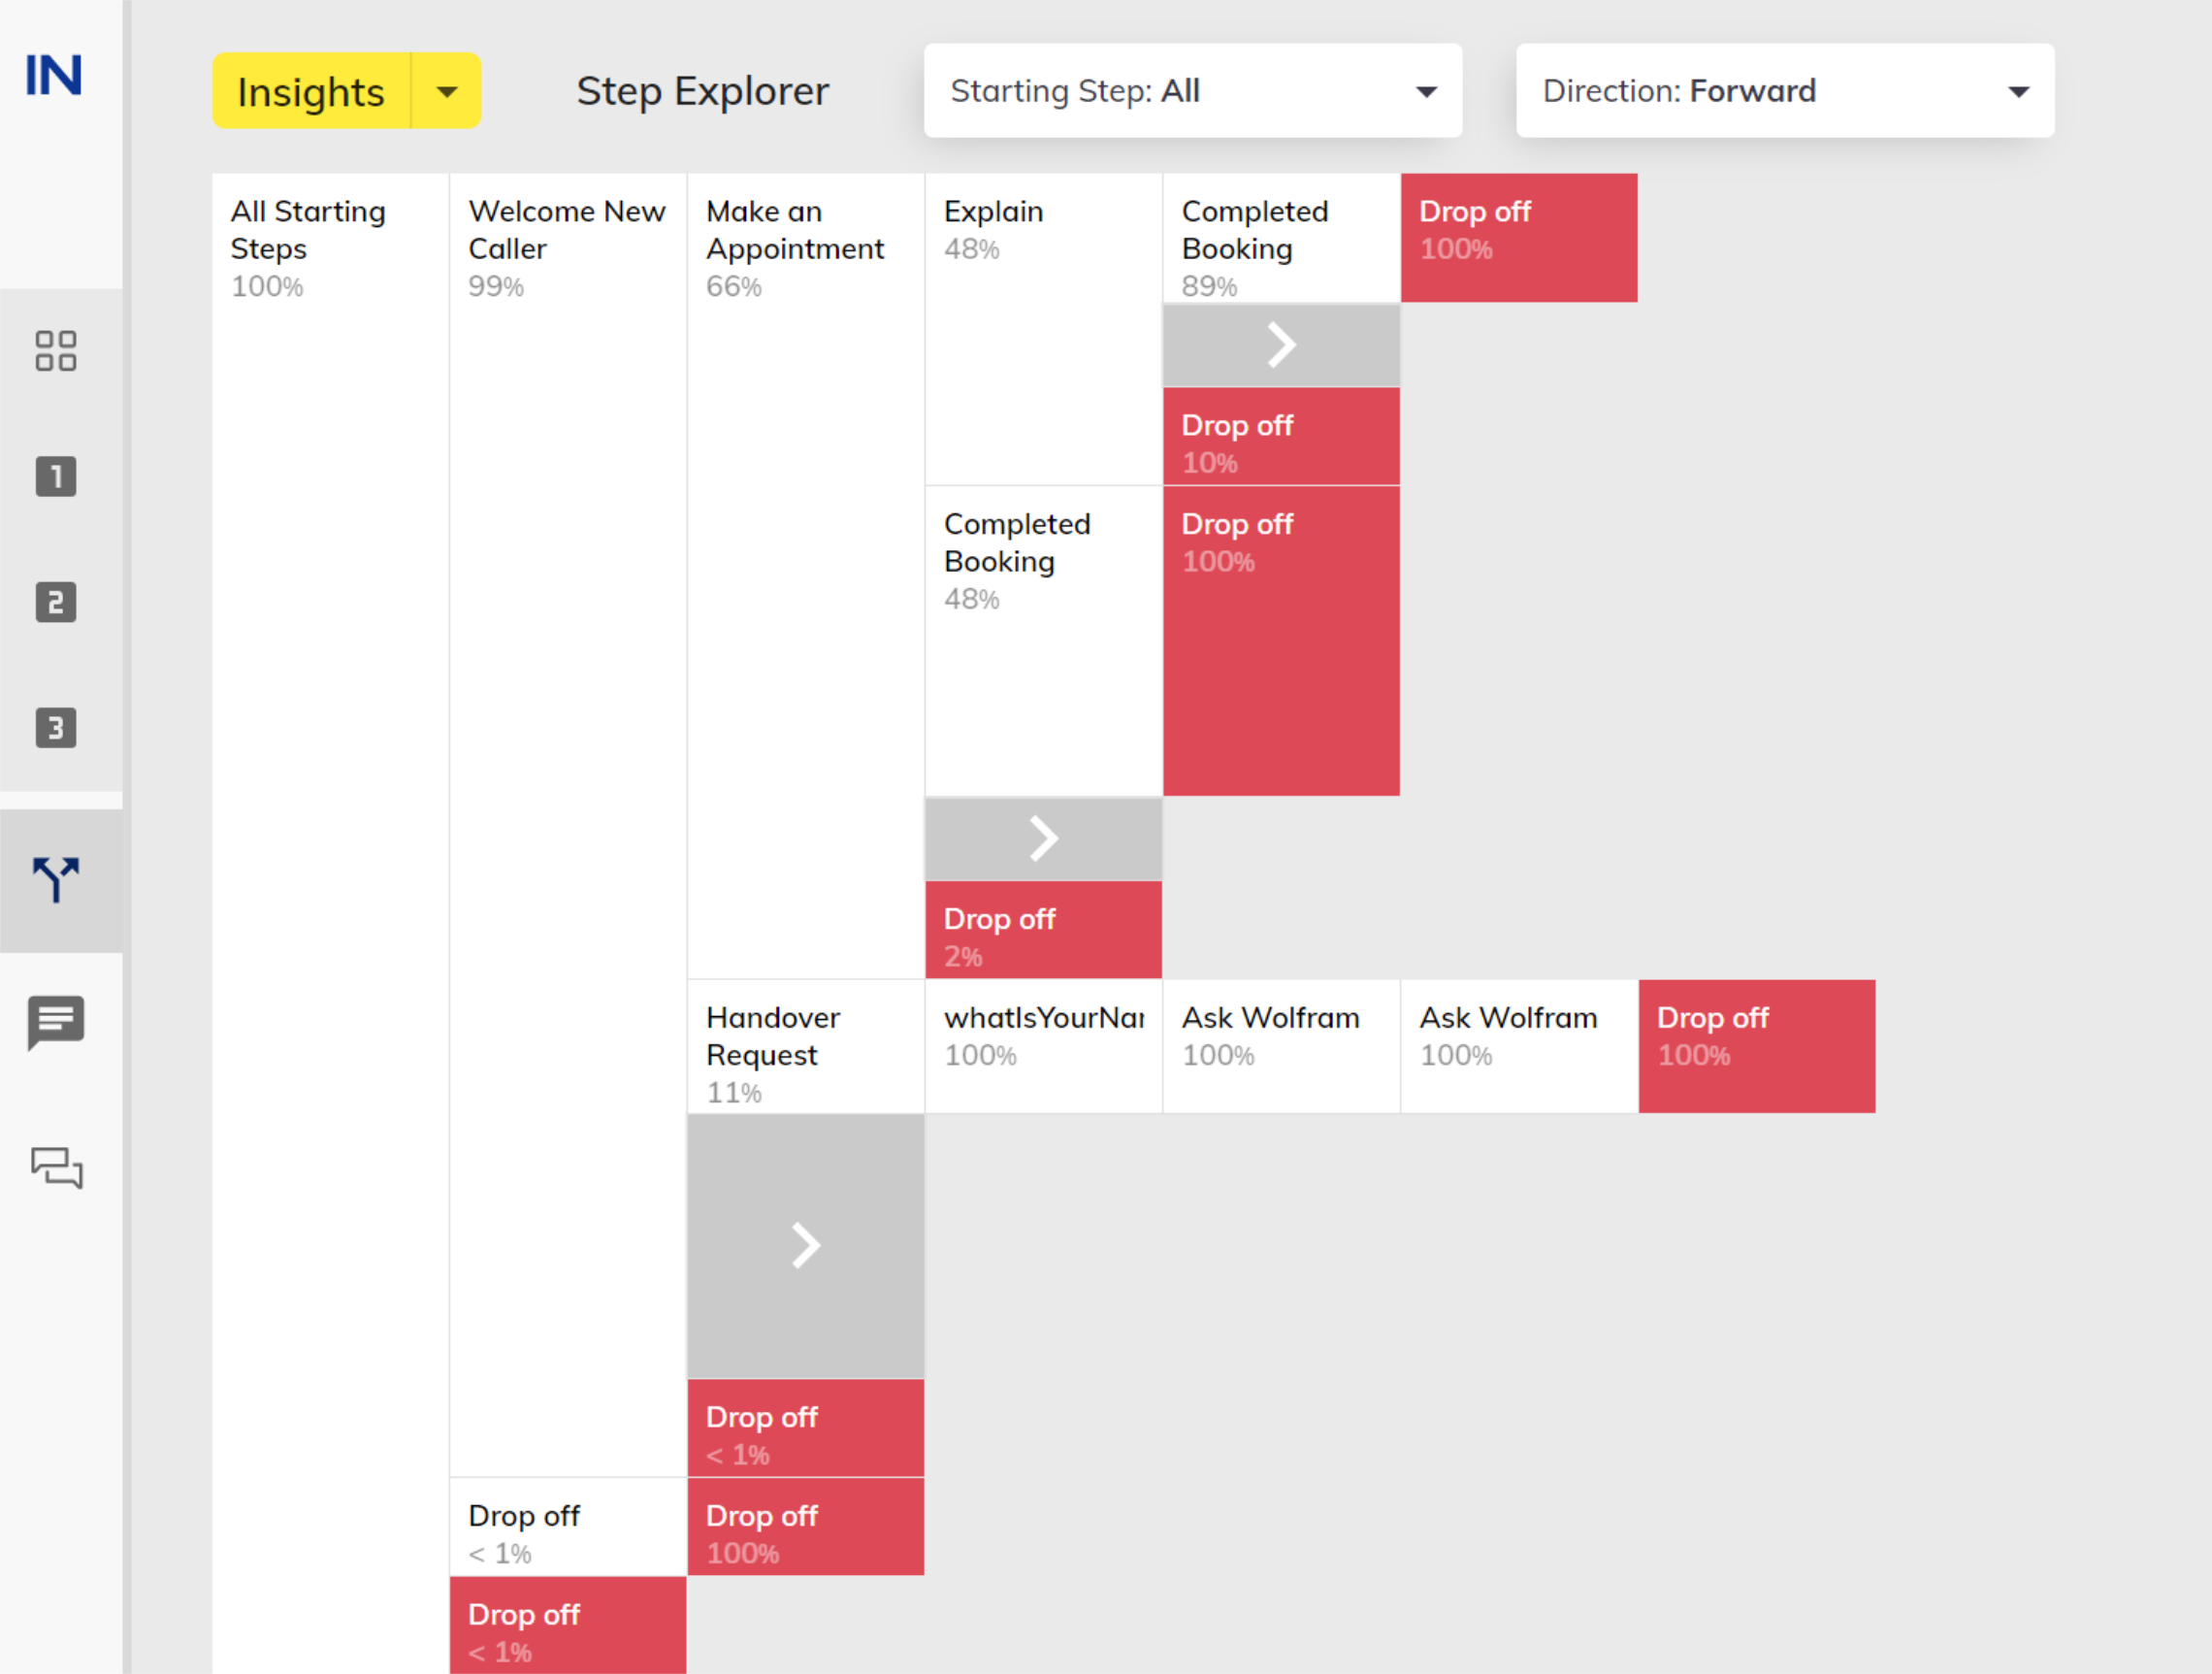 IN
Insights
Step Explorer
Starting Step: All
Direction: Forward
All Starting
Steps
100%
Welcome New
Caller
99%
Make an
Appointment
66%
Explain
48%
Completed
Booking
89%
Drop off
100%
Drop off
10%
Completed
Booking
48%
Drop off
100%
Drop off
2%
Handover
Request
11%
whatIsYourNar
100%
Ask Wolfram
100%
Ask Wolfram
100%
Drop off
100%
Drop off
< 1%
Drop off
< 1%
Drop off
100%
Drop off
< 1%
1
2
3